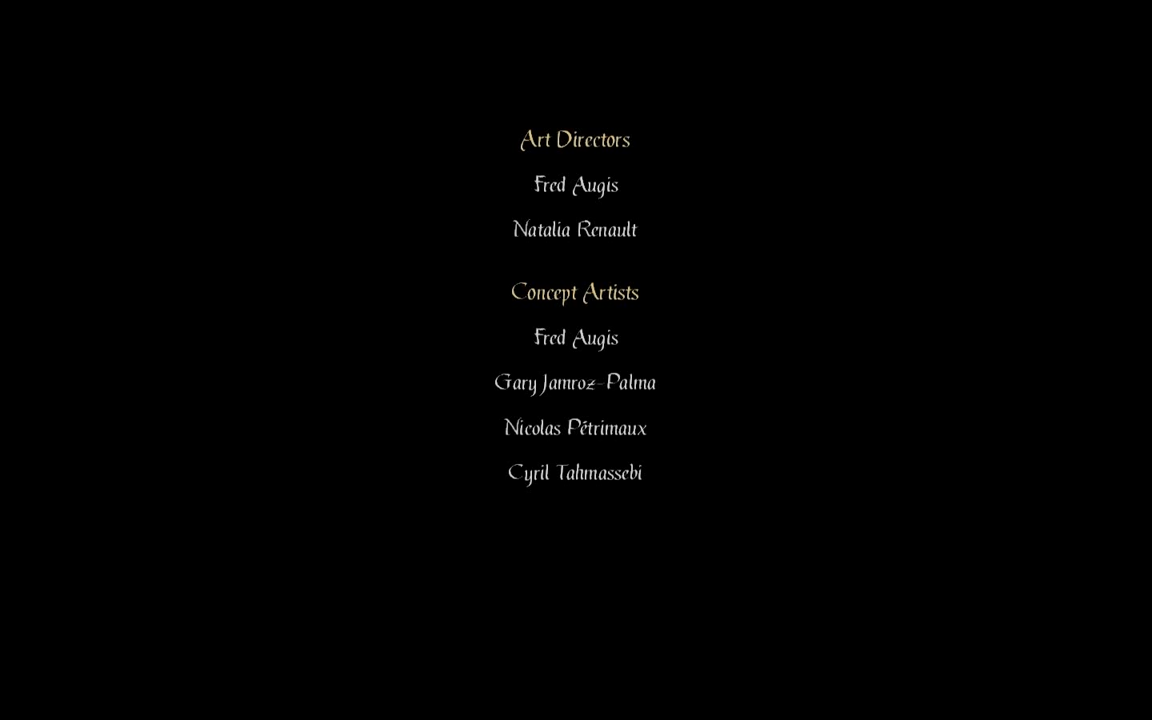 Art Directors
Fred Augis
Natalia Renault
Concept Artists
Fred Augis
Gary Jamroz-Palma
Nicolas Pétrimaux
Cyril Tahmassebi